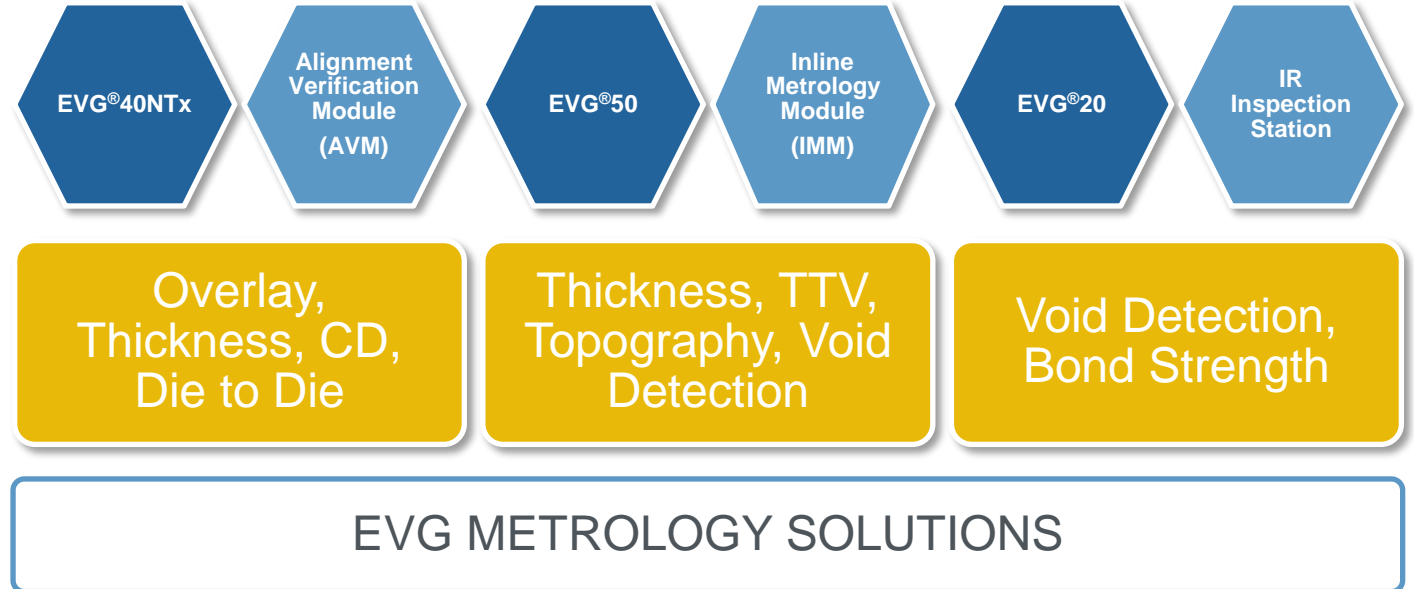 EVG®40NTx
Alignment
Verification
Module
(AVM)
EVG®50
Inline
Metrology
Module
(IMM)
EVG®20
IR
Inspection
Station
Overlay,
Thickness, CD,
Die to Die
Thickness, TTV,
Topography, Void
Detection
Void Detection,
Bond Strength
EVG METROLOGY SOLUTIONS